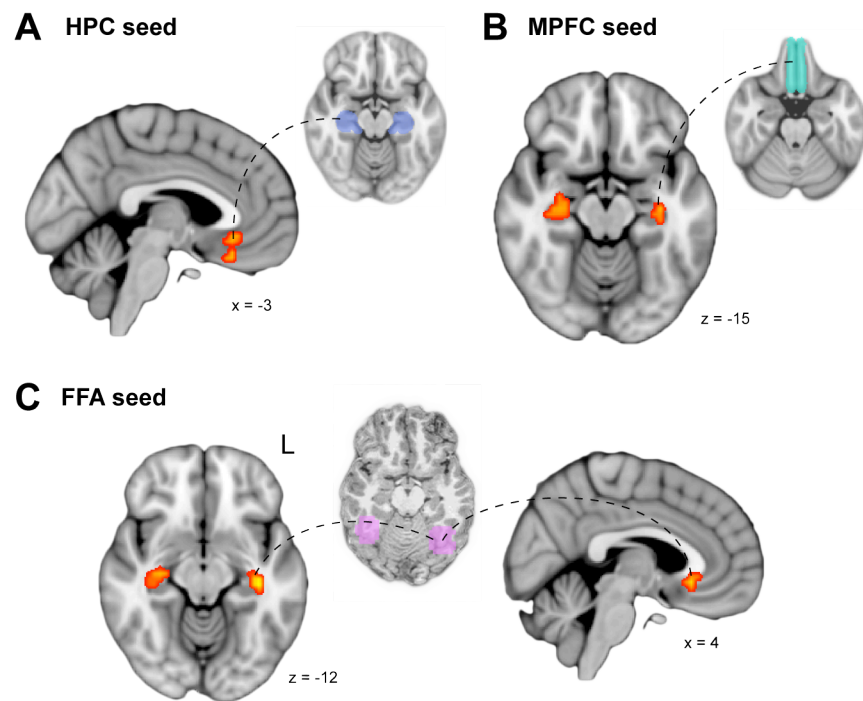 A HPC seed
B MPFC seed
x = -3
z = -15
C FFA seed
L
z = -12
x = 4